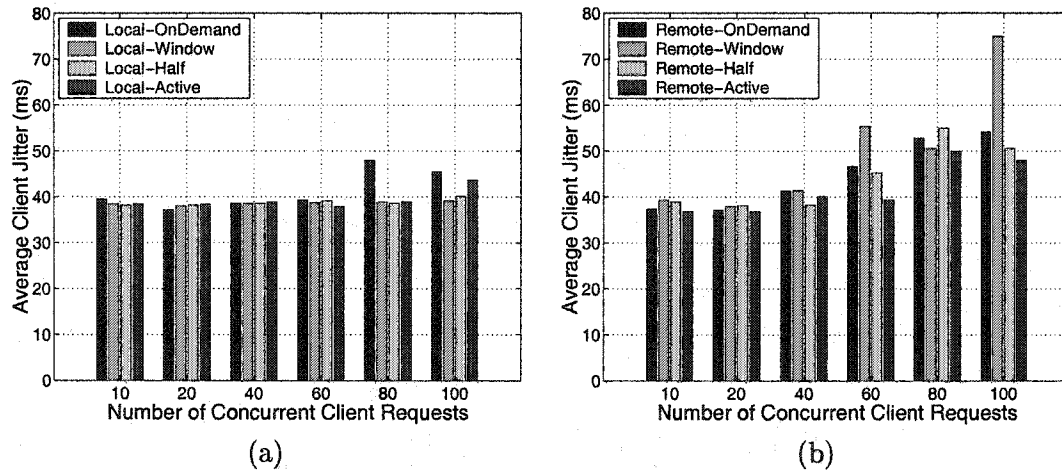 80
70
60
50
40
30
20
10
0
Average Client Jitter (ms)
Local-OnDemand
Local-Window
Local-Half
Local-Active
10 20 40 60 80 100
Number of Concurrent Client Requests
(a)
80
70
60
50
40
30
20
10
0
Average Client Jitter (ms)
Remote-OnDemand
Remote-Window
Remote-Half
Remote-Active
10 20 40 60 80 100
Number of Concurrent Client Requests
(b)